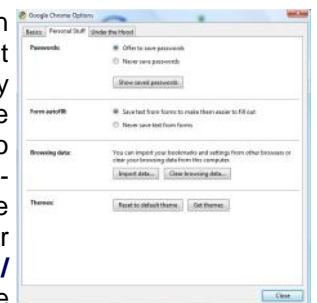 Google Chrome Options
Basics Personal Stuff Under the Hood
Passwords: Offer to save passwords
Never save passwords
Show saved passwords
Form autofill: Save text from forms to make them easier to fill out
Never save text from forms
Browsing data: You can import your bookmarks and settings from other browsers or
clear your browsing data from this computer.
Import data... Clear browsing data...
Themes: Reset to default theme Get themes
Close